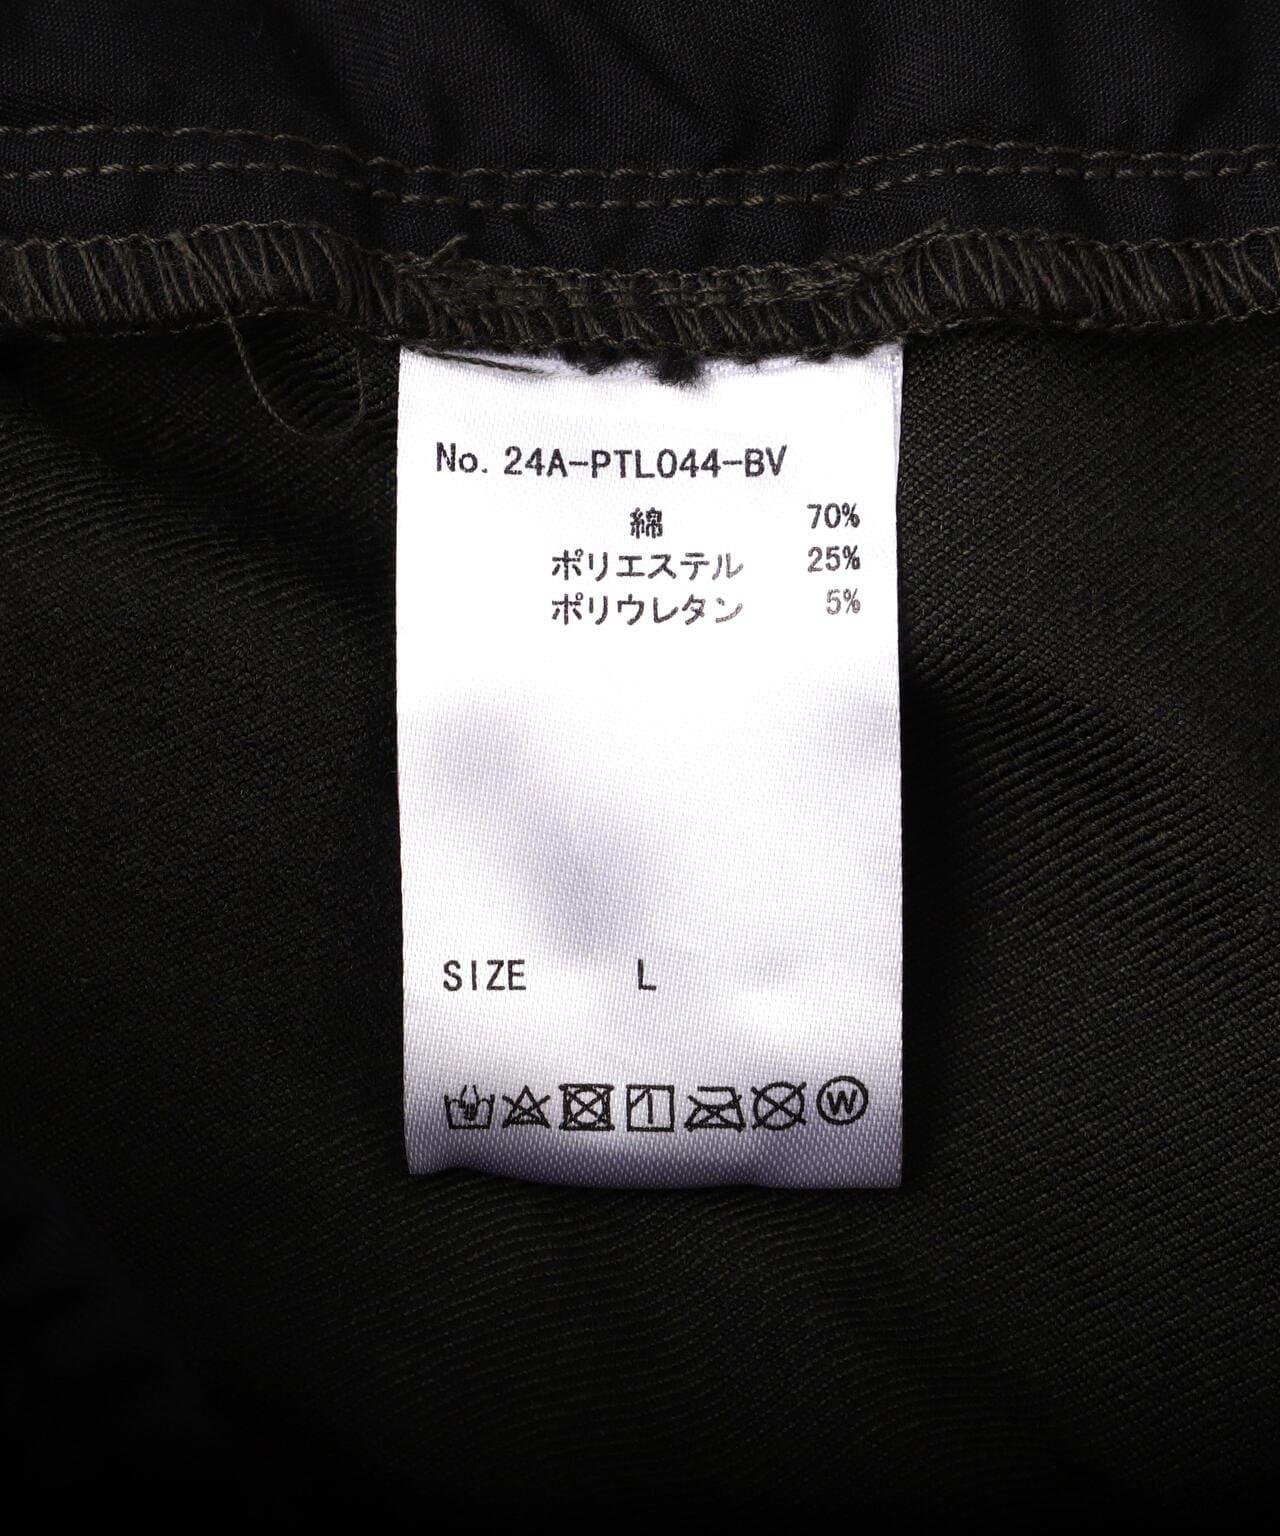 No. 24A-PTL044-BV
綿 70%
ポリエステル 25%
ポリウレタン 5%
SIZE L
W